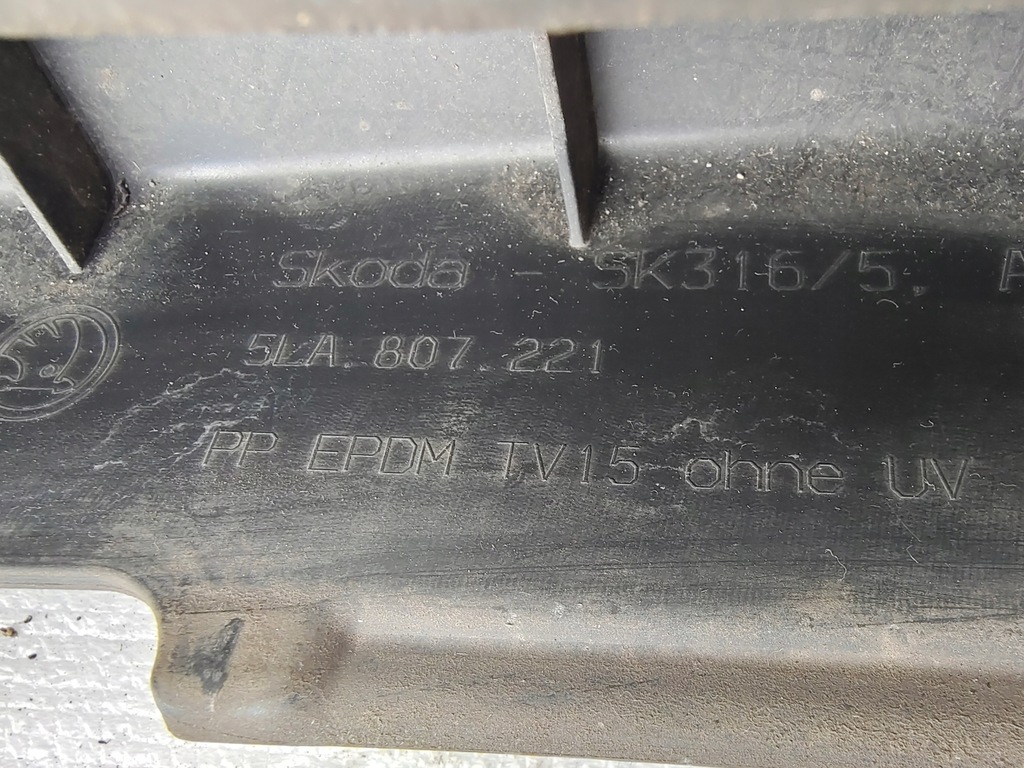 Skoda - SK316/5, A
5LA 807 221
PP EPDM TV15 ohne UV